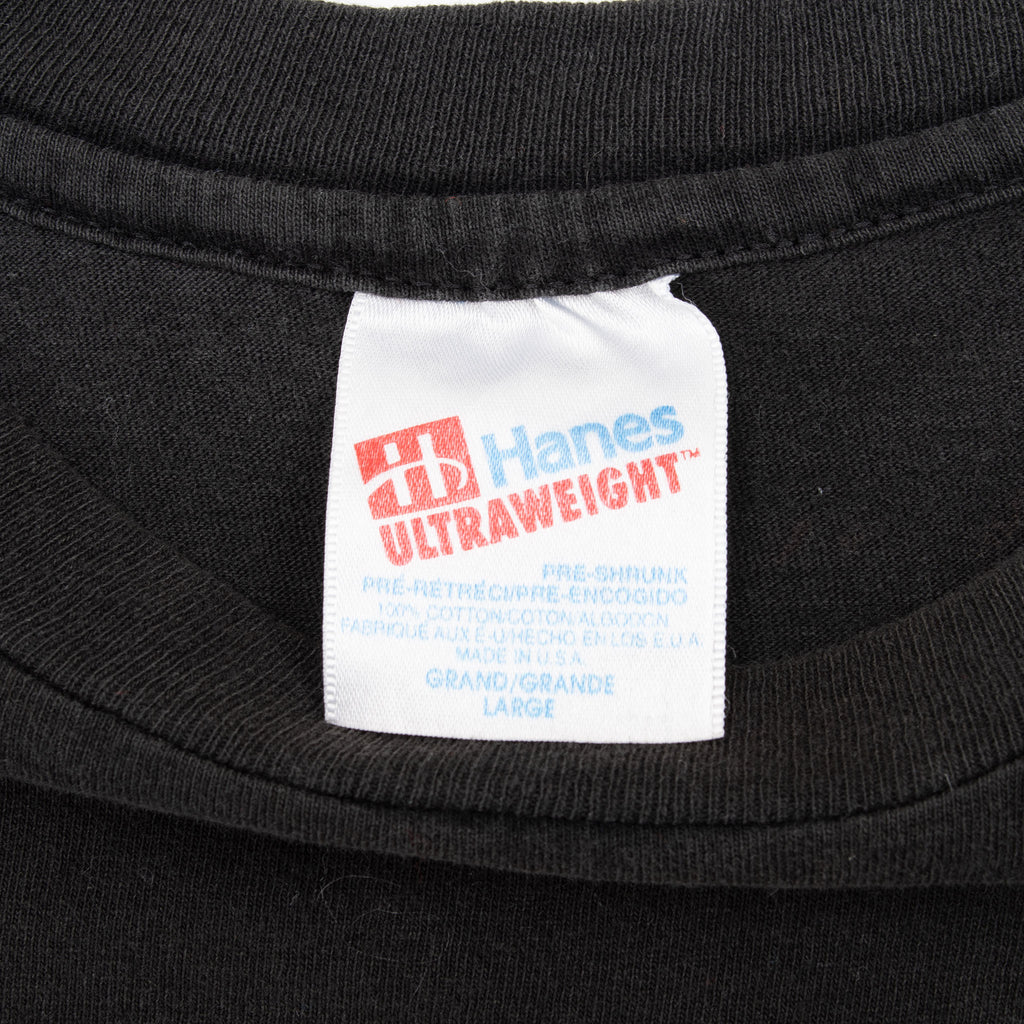 Hanes
ULTRAWEIGHT™
PRE-SHRUNK
PRÉ-RÉTRÉCI/PRE-ENCOGIDO
100% COTTON/COTON/ALGODON
FABRIQUÉ AUX É-U/HECHO EN LOS E.U.A.
MADE IN U.S.A.
GRAND/GRANDE
LARGE